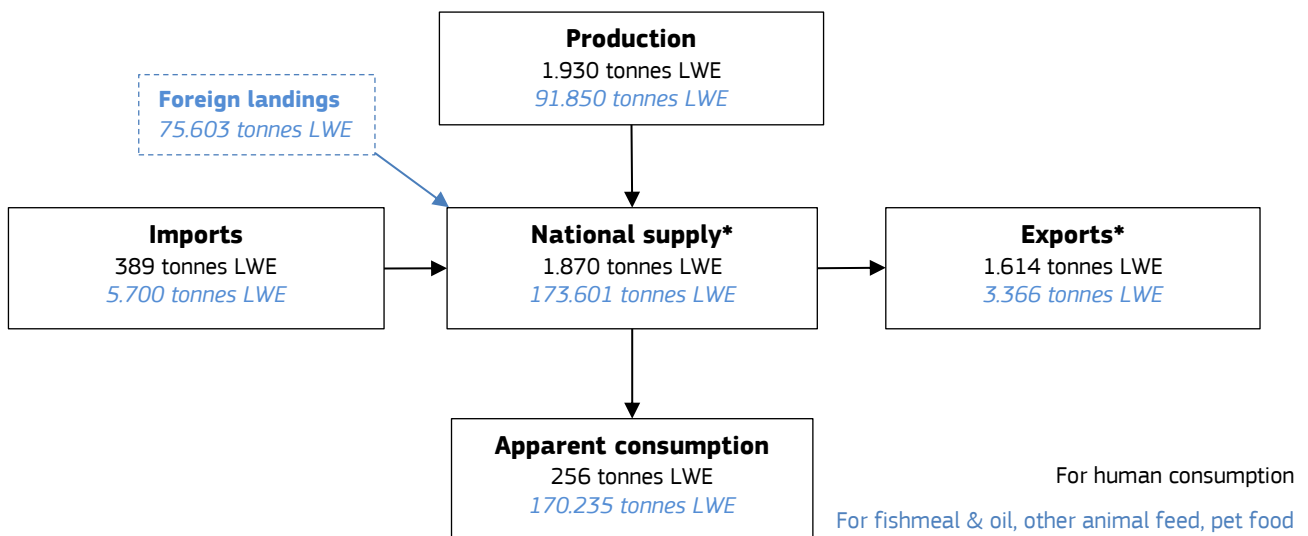 Production
1.930 tonnes LWE
91.850 tonnes LWE
Foreign landings
75.603 tonnes LWE
Imports
389 tonnes LWE
5.700 tonnes LWE
National supply*
1.870 tonnes LWE
173.601 tonnes LWE
Exports*
1.614 tonnes LWE
3.366 tonnes LWE
Apparent consumption
256 tonnes LWE
170.235 tonnes LWE
For human consumption
For fishmeal & oil, other animal feed, pet food